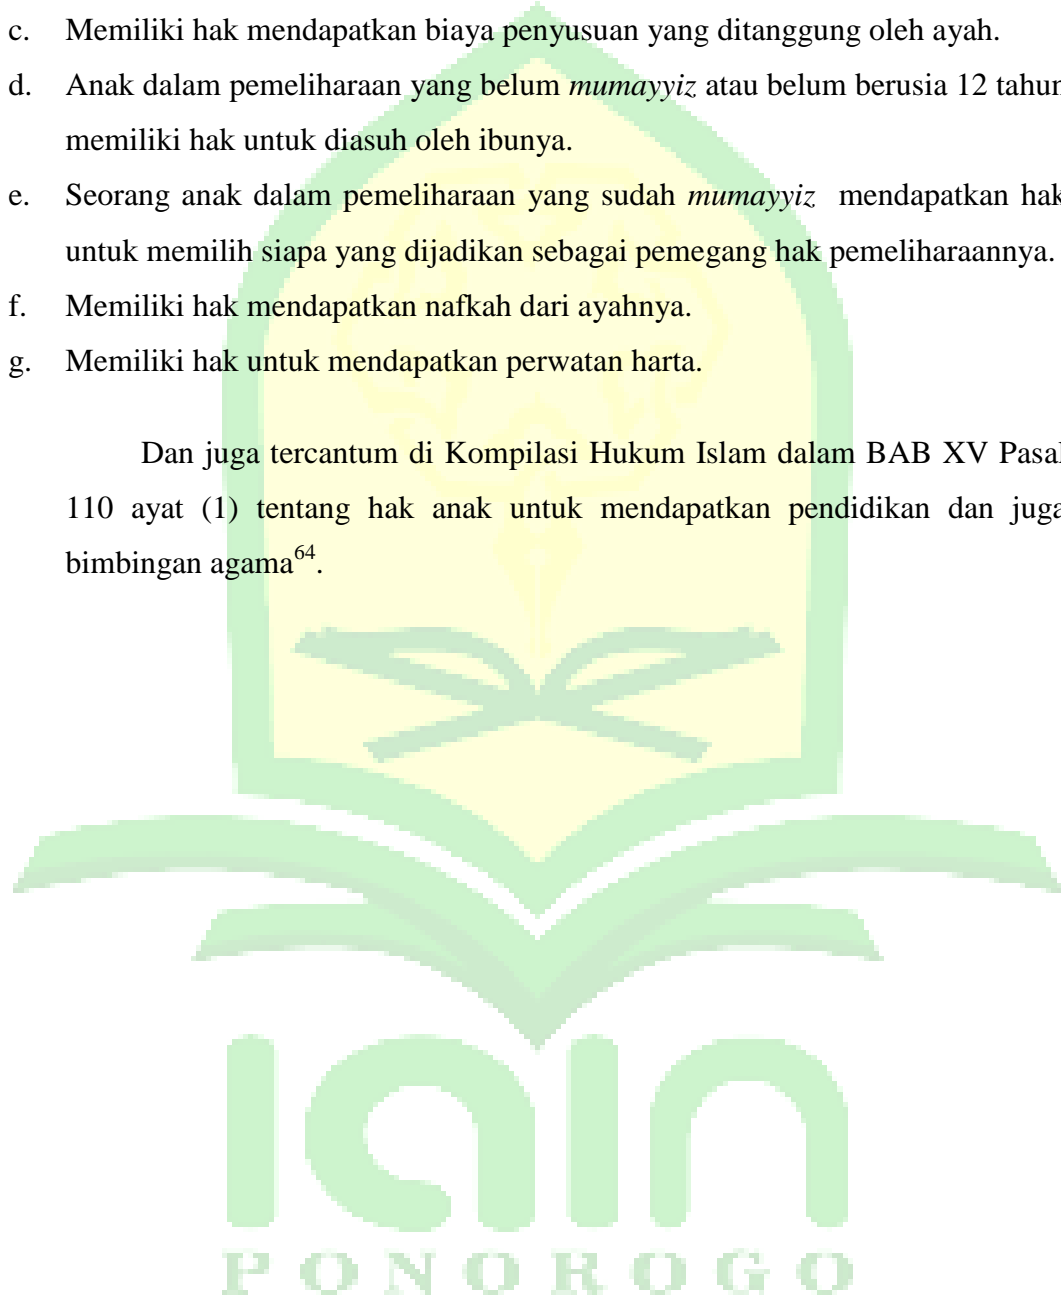 c. Memiliki hak mendapatkan biaya penyusuan yang ditanggung oleh ayah.
d. Anak dalam pemeliharaan yang belum mumayyiz atau belum berusia 12 tahun
memiliki hak untuk diasuh oleh ibunya.
e. Seorang anak dalam pemeliharaan yang sudah mumayyiz mendapatkan hak
untuk memilih siapa yang dijadikan sebagai pemegang hak pemeliharaannya.
f. Memiliki hak mendapatkan nafkah dari ayahnya.
g. Memiliki hak untuk mendapatkan perwatan harta.
Dan juga tercantum di Kompilasi Hukum Islam dalam BAB XV Pasal
110 ayat (1) tentang hak anak untuk mendapatkan pendidikan dan juga
bimbingan agama64.
iain
PONOROGO